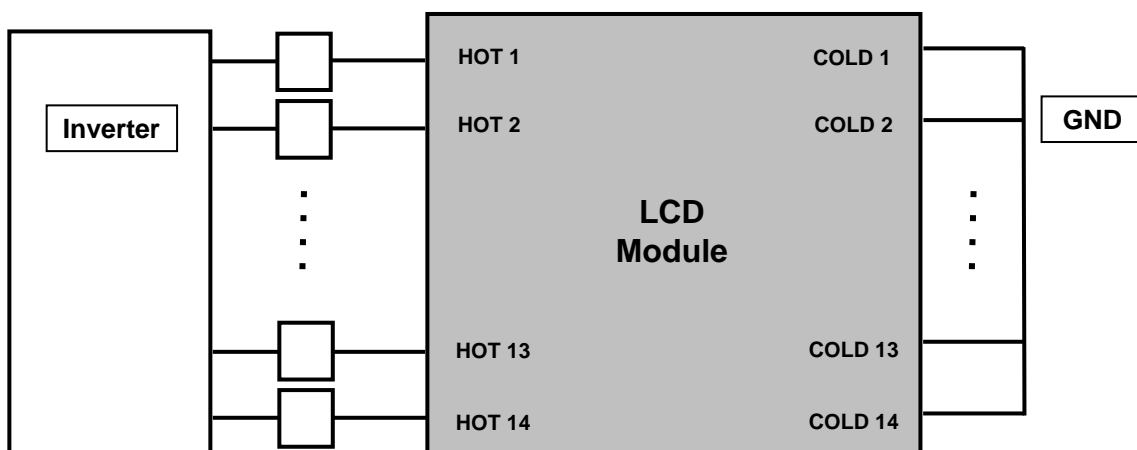 HOT 1
COLD 1
Inverter
HOT 2
COLD 2
GND
LCD
Module
HOT 13
COLD 13
HOT 14
COLD 14